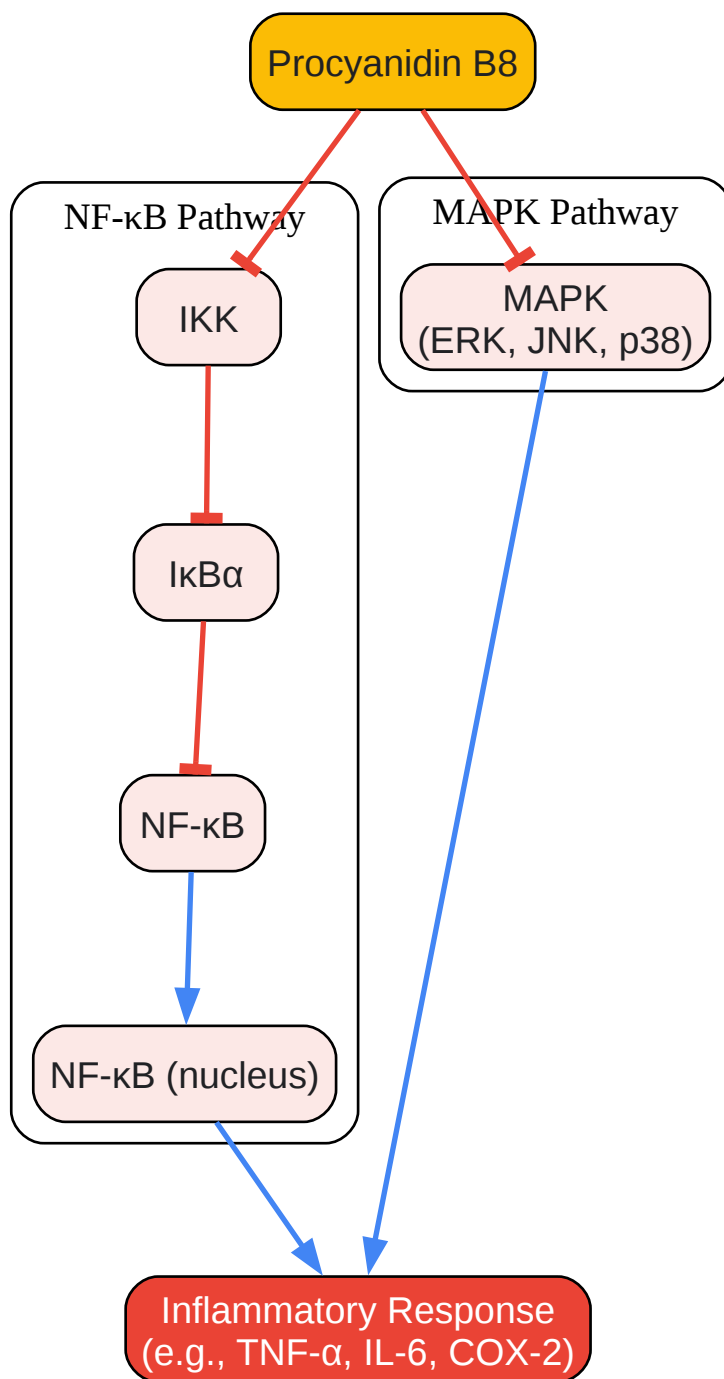 Procyanidin B8
NF-κB Pathway
MAPK Pathway
IKK
MAPK
(ERK, JNK, p38)
IκBα
NF-κB
NF-κB (nucleus)
Inflammatory Response
(e.g., TNF-α, IL-6, COX-2)